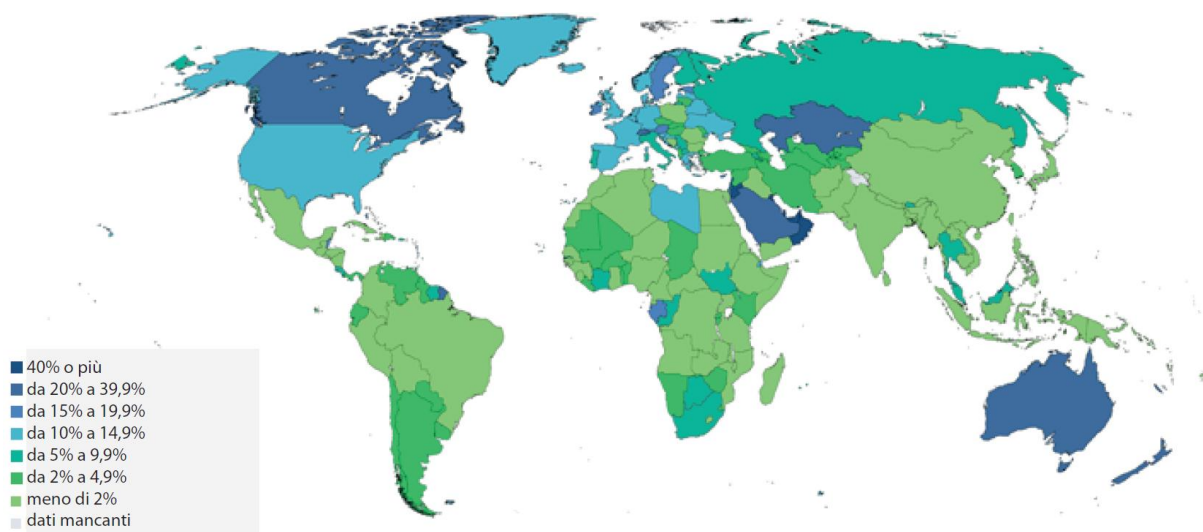 40% o più
da 20% a 39,9%
da 15% a 19,9%
da 10% a 14,9%
da 5% a 9,9%
da 2% a 4,9%
meno di 2%
dati mancanti